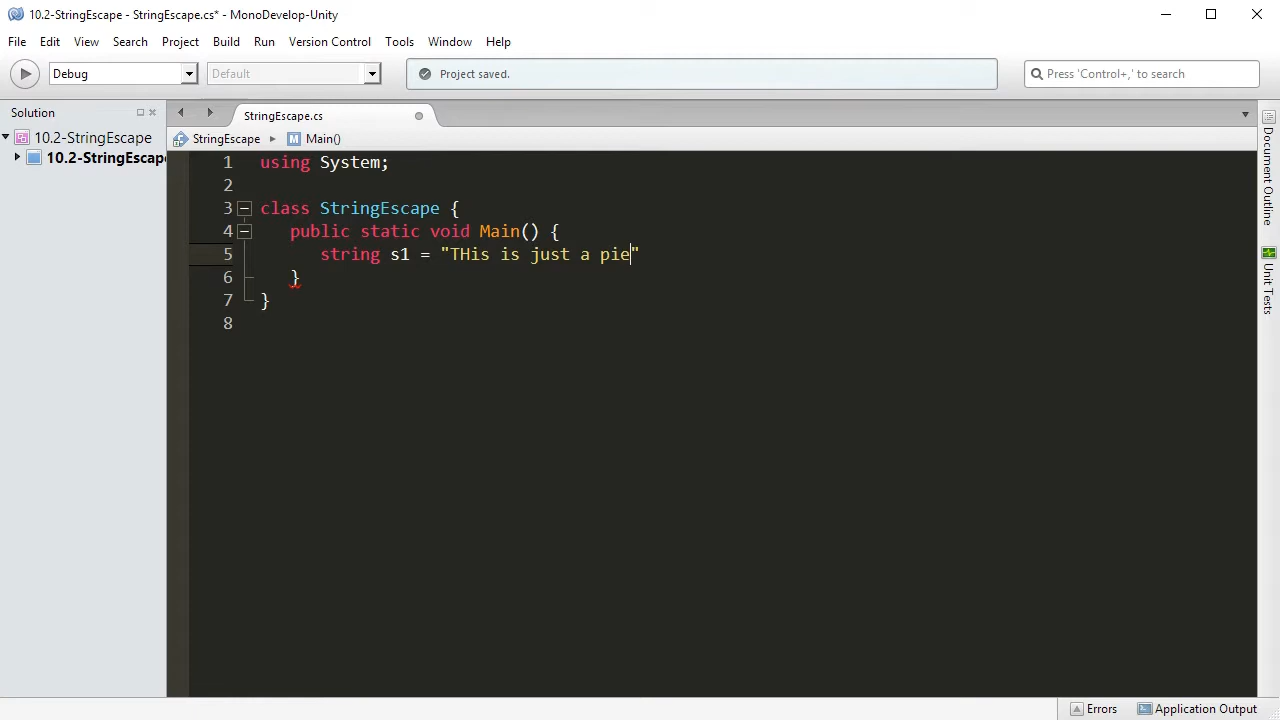 10.2-StringEscape - StringEscape.cs* - MonoDevelop-Unity
File Edit View Search Project Build Run Version Control Tools Window Help
Debug Default Project saved. Press 'Control+,' to search
Solution StringEscape.cs
StringEscape Main()
10.2-StringEscape
10.2-StringEscape
1 using System;
2
3 class StringEscape {
4 public static void Main() {
5 string s1 = "THis is just a pie"
6 }
7 }
8
Document Outline
Unit Tests
Errors Application Output